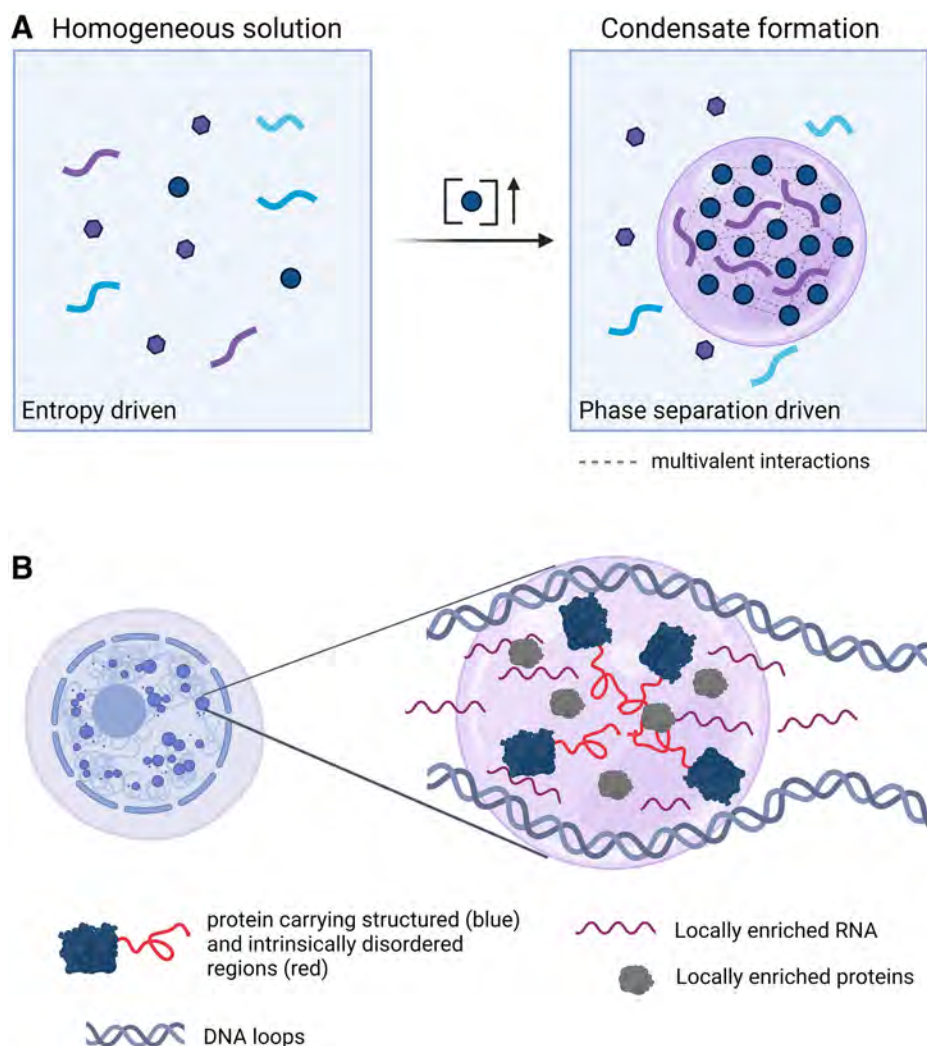 A
Homogeneous solution
Condensate formation
[ ]
Entropy driven
Phase separation driven
multivalent interactions
B
protein carrying structured (blue)
and intrinsically disordered
regions (red)
Locally enriched RNA
Locally enriched proteins
DNA loops